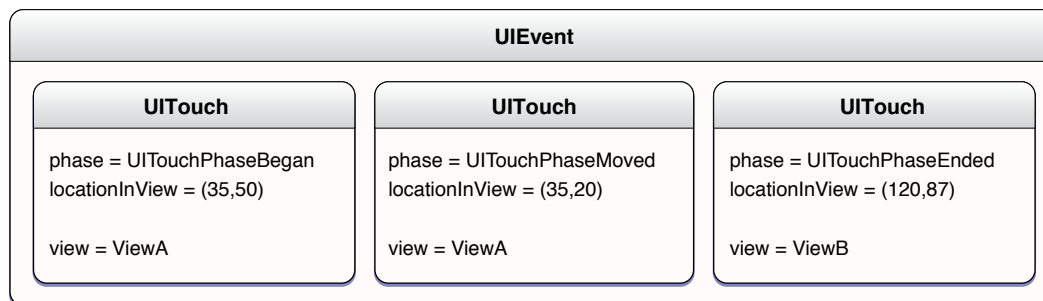 UIEvent
UITouch
phase = UITouchPhaseBegan
locationInView = (35,50)
view = ViewA
UITouch
phase = UITouchPhaseMoved
locationInView = (35,20)
view = ViewA
UITouch
phase = UITouchPhaseEnded
locationInView = (120,87)
view = ViewB